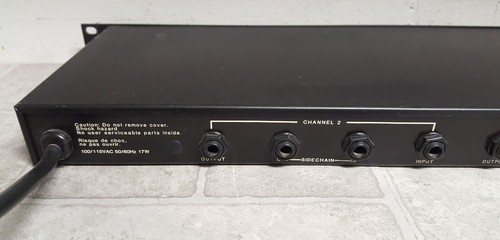 Caution: Do not remove cover.
Shock hazard
No user serviceable parts inside.
Risque de choc,
ne pas ouvrir.
100/115VAC 50/60Hz 17W
CHANNEL 2
OUTPUT
SIDECHAIN
INPUT